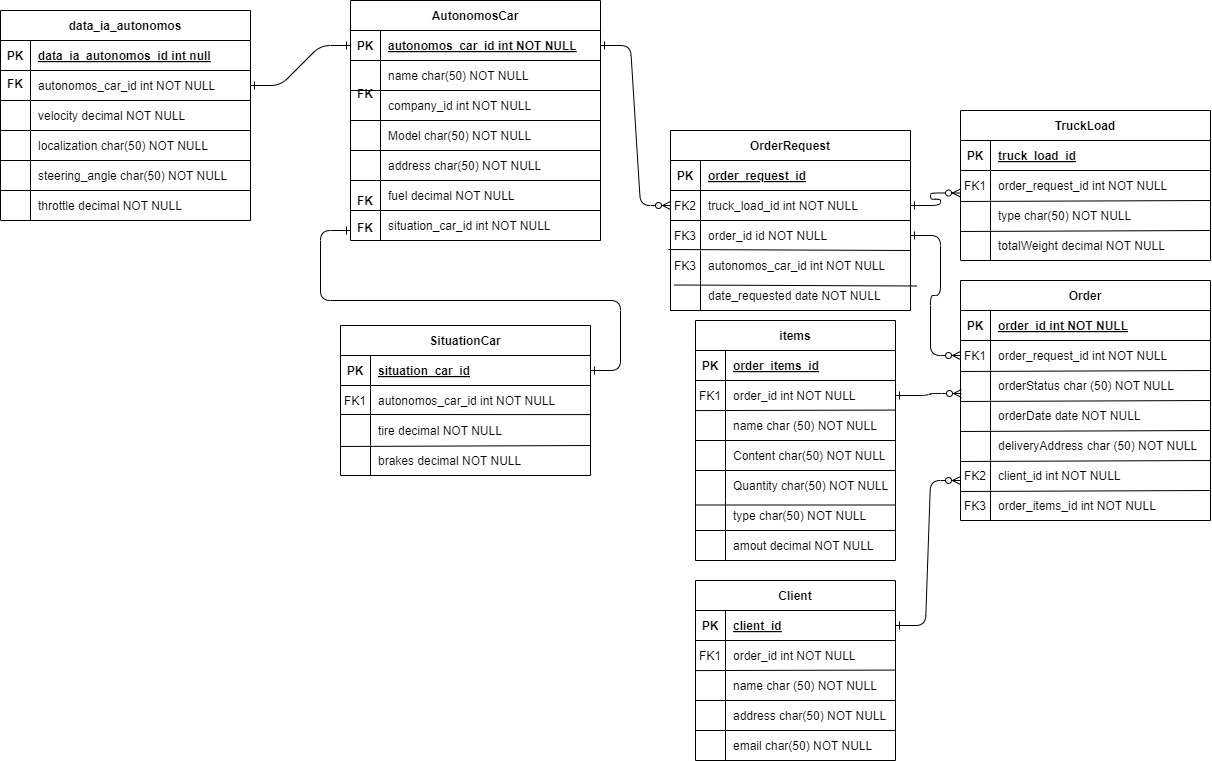 data_ia_autonomos
PK data_ia_autonomos_id int null
FK autonomos_car_id int NOT NULL
velocity decimal NOT NULL
localization char(50) NOT NULL
steering_angle char(50) NOT NULL
throttle decimal NOT NULL
AutonomosCar
PK autonomos_car_id int NOT NULL
name char(50) NOT NULL
FK
company_id int NOT NULL
Model char(50) NOT NULL
address char(50) NOT NULL
FK fuel decimal NOT NULL
FK situation_car_id int NOT NULL
SituationCar
PK situation_car_id
FK1 autonomos_car_id int NOT NULL
tire decimal NOT NULL
brakes decimal NOT NULL
OrderRequest
PK order_request_id
FK2 truck_load_id int NOT NULL
FK3 order_id id NOT NULL
FK3 autonomos_car_id int NOT NULL
date_requested date NOT NULL
TruckLoad
PK truck_load_id
FK1 order_request_id int NOT NULL
type char(50) NOT NULL
totalWeight decimal NOT NULL
Order
PK order_id int NOT NULL
FK1 order_request_id int NOT NULL
orderStatus char (50) NOT NULL
orderDate date NOT NULL
deliveryAddress char (50) NOT NULL
FK2 client_id int NOT NULL
FK3 order_items_id int NOT NULL
items
PK order_items_id
FK1 order_id int NOT NULL
name char (50) NOT NULL
Content char(50) NOT NULL
Quantity char(50) NOT NULL
type char(50) NOT NULL
amout decimal NOT NULL
Client
PK client_id
FK1 order_id int NOT NULL
name char (50) NOT NULL
address char(50) NOT NULL
email char(50) NOT NULL